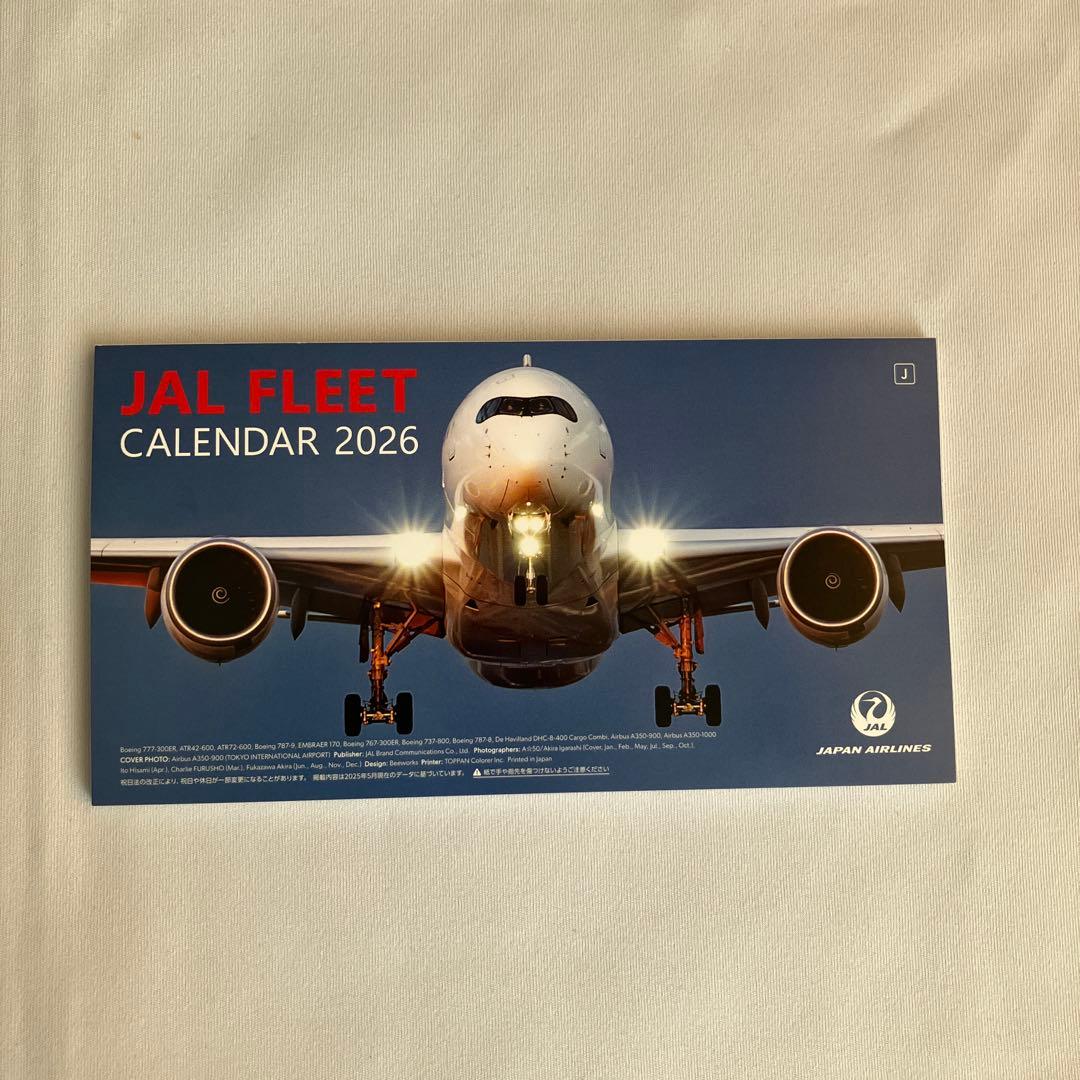 JAL FLEET
CALENDAR 2026
J
JAL
JAPAN AIRLINES
Boeing 777-300ER, ATR42-600, ATR72-600, Boeing 787-9, EMBRAER 170, Boeing 767-300ER, Boeing 737-800, Boeing 787-8, De Havilland DHC-8-400 Cargo Combi, Airbus A350-900, Airbus A350-1000
COVER PHOTO: Airbus A350-900 (TOKYO INTERNATIONAL AIRPORT) Publisher: JAL Brand Communications Co., Ltd. Photographers: A☆50/Akira Igarashi (Cover, Jan., Feb., May, Jul., Sep., Oct.),
Ito Hisami (Apr.), Charlie FURUSHO (Mar.), Fukazawa Akira (Jun., Aug., Nov., Dec.) Design: Beeworks Printer: TOPPAN Colorer Inc. Printed in Japan
祝日法の改正により、祝日や休日が一部変更になることがあります。 掲載内容は2025年5月現在のデータに基づいています。 ⚠ 紙で手や指先を傷つけないようご注意ください